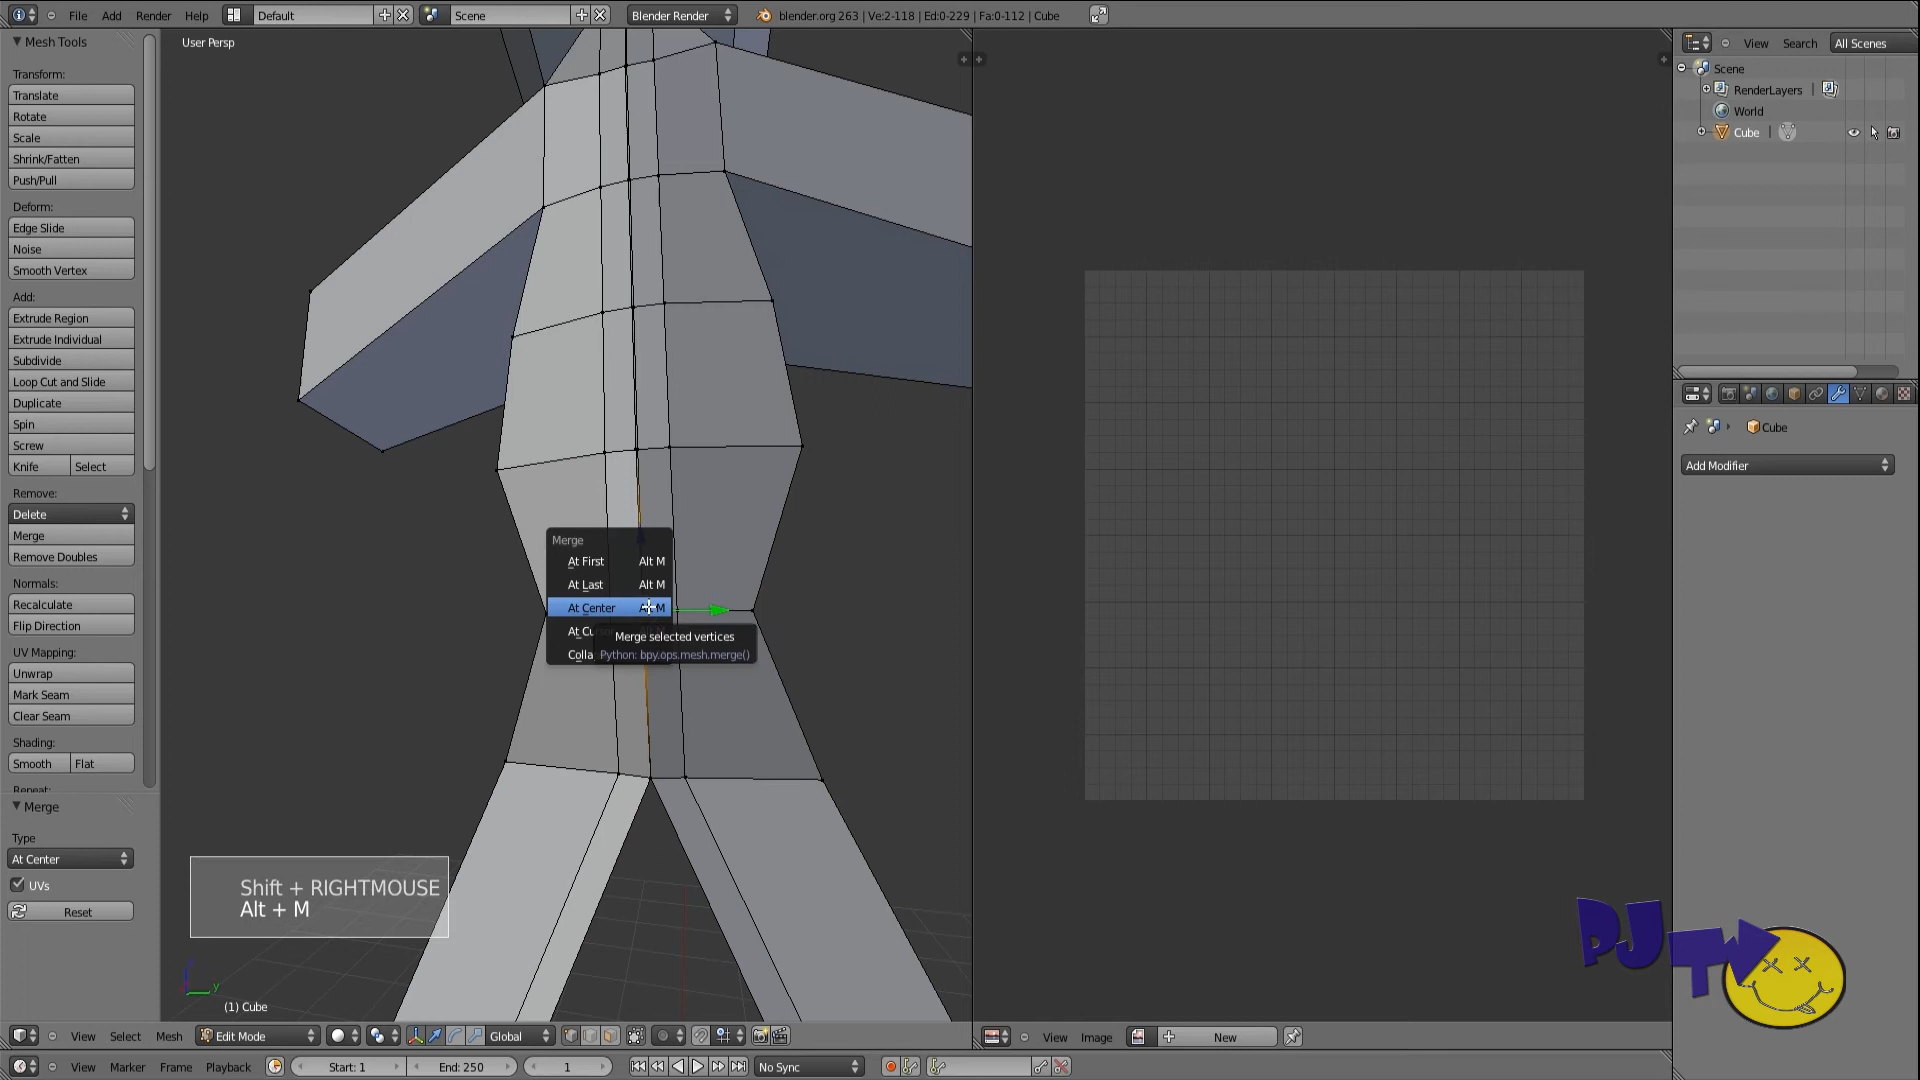 File Add Render Help Default Scene Blender Render blender.org 263 | Ve:2-118 | Ed:0-229 | Fa:0-112 | Cube
Mesh Tools
Transform:
Translate
Rotate
Scale
Shrink/Fatten
Push/Pull
Deform:
Edge Slide
Noise
Smooth Vertex
Add:
Extrude Region
Extrude Individual
Subdivide
Loop Cut and Slide
Duplicate
Spin
Screw
Knife Select
Remove:
Delete
Merge
Remove Doubles
Normals:
Recalculate
Flip Direction
UV Mapping:
Unwrap
Mark Seam
Clear Seam
Shading:
Smooth Flat
Repeat:
Merge
Type
At Center
UVs
Reset
User Persp
Merge
At First Alt M
At Last Alt M
At Center M
At Cu
Colla
Merge selected vertices
Python: bpy.ops.mesh.merge()
Shift + RIGHTMOUSE
Alt + M
y
(1) Cube
View Select Mesh Edit Mode Global
View Image New
View Search All Scenes
Scene
RenderLayers
World
Cube
Cube
Add Modifier
PJTV
View Marker Frame Playback Start: 1 End: 250 1 No Sync